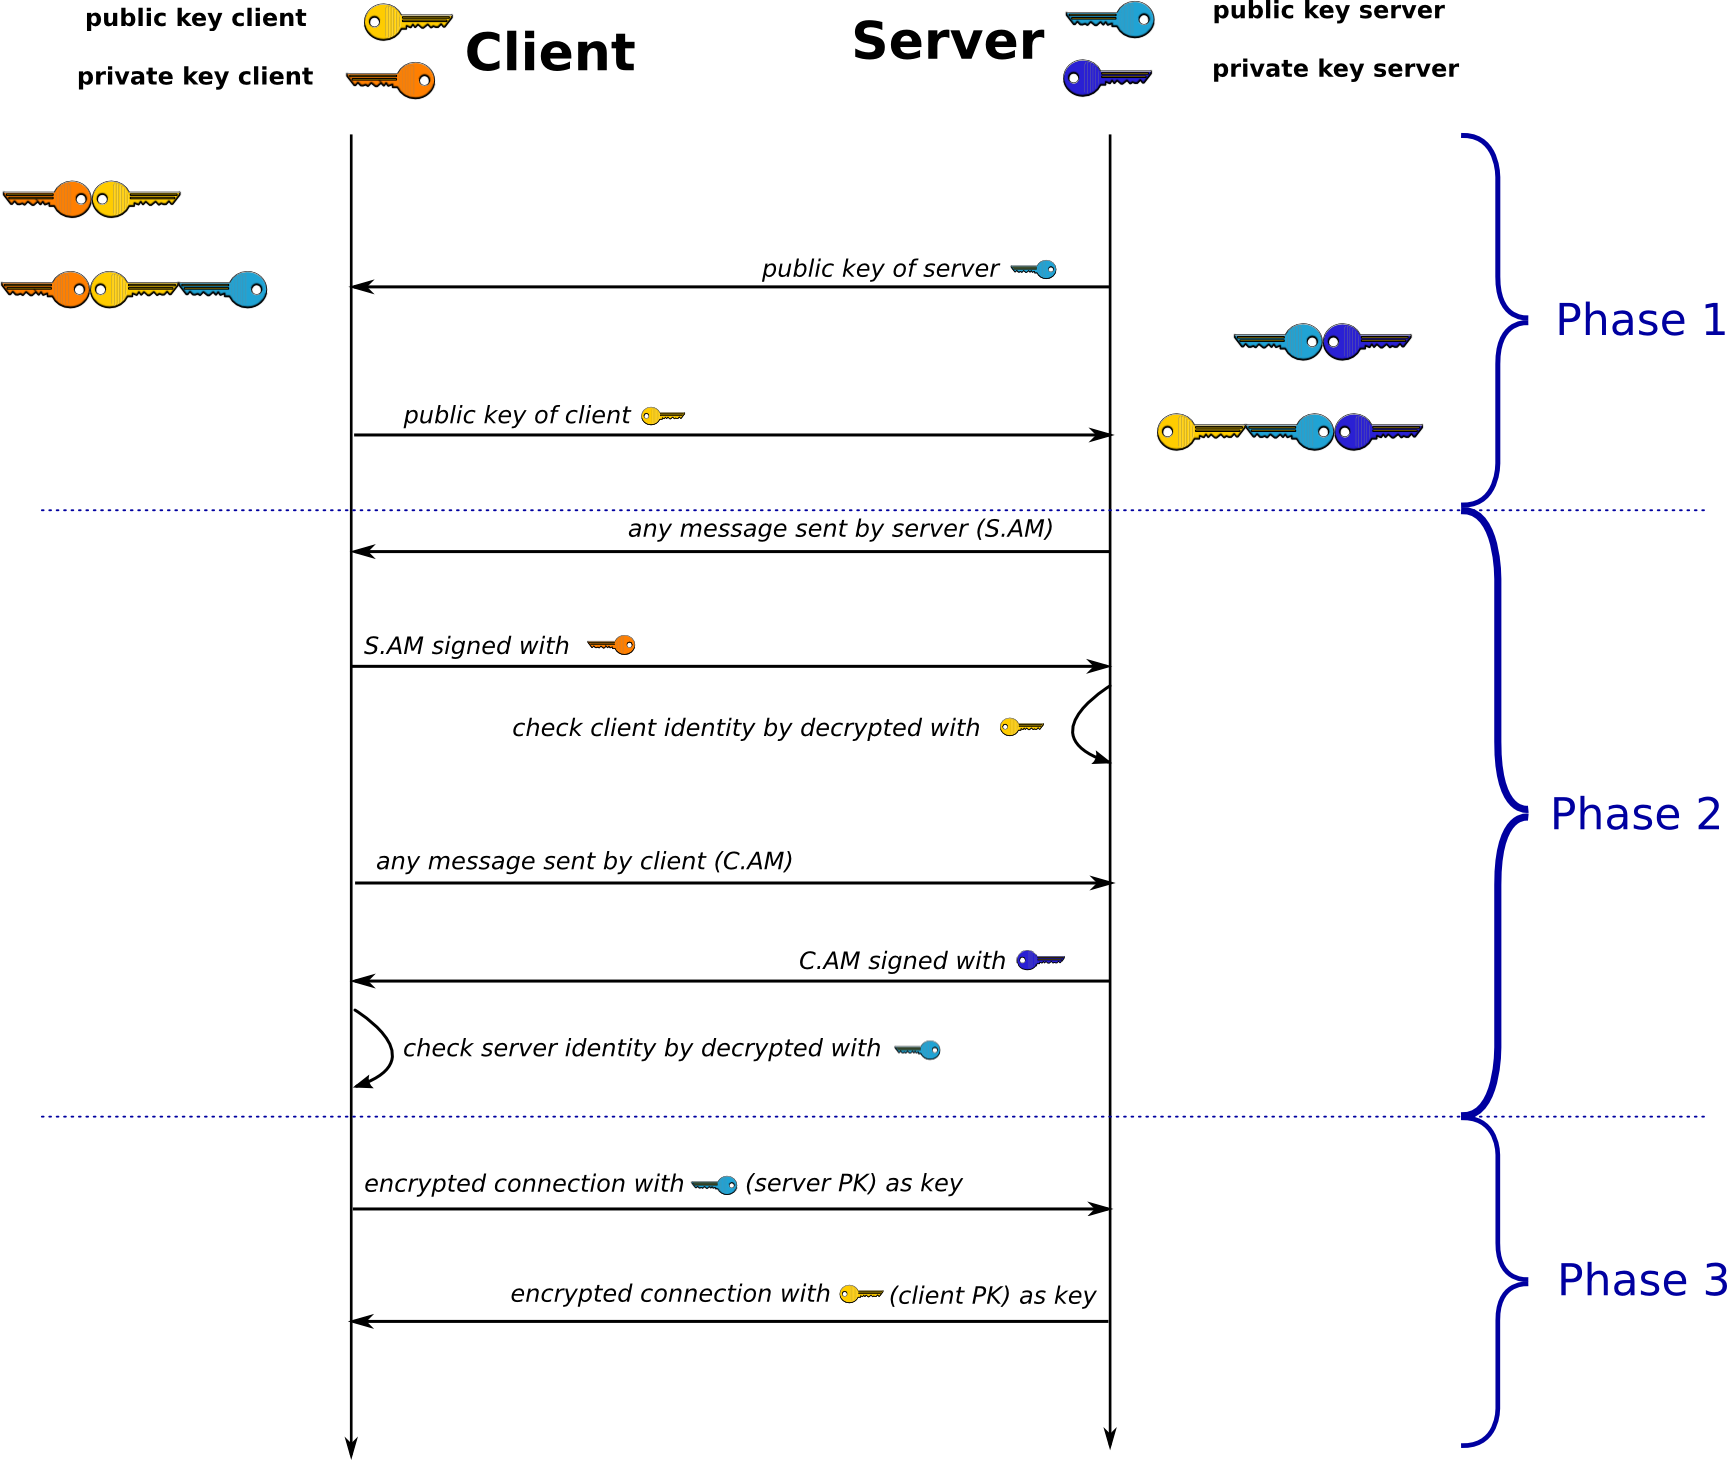 public key client
Client
Server
public key server
private key client
private key server
public key of server
Phase 1
public key of client
any message sent by server (S.AM)
S.AM signed with
check client identity by decrypted with
Phase 2
any message sent by client (C.AM)
C.AM signed with
check server identity by decrypted with
encrypted connection with (server PK) as key
Phase 3
encrypted connection with (client PK) as key